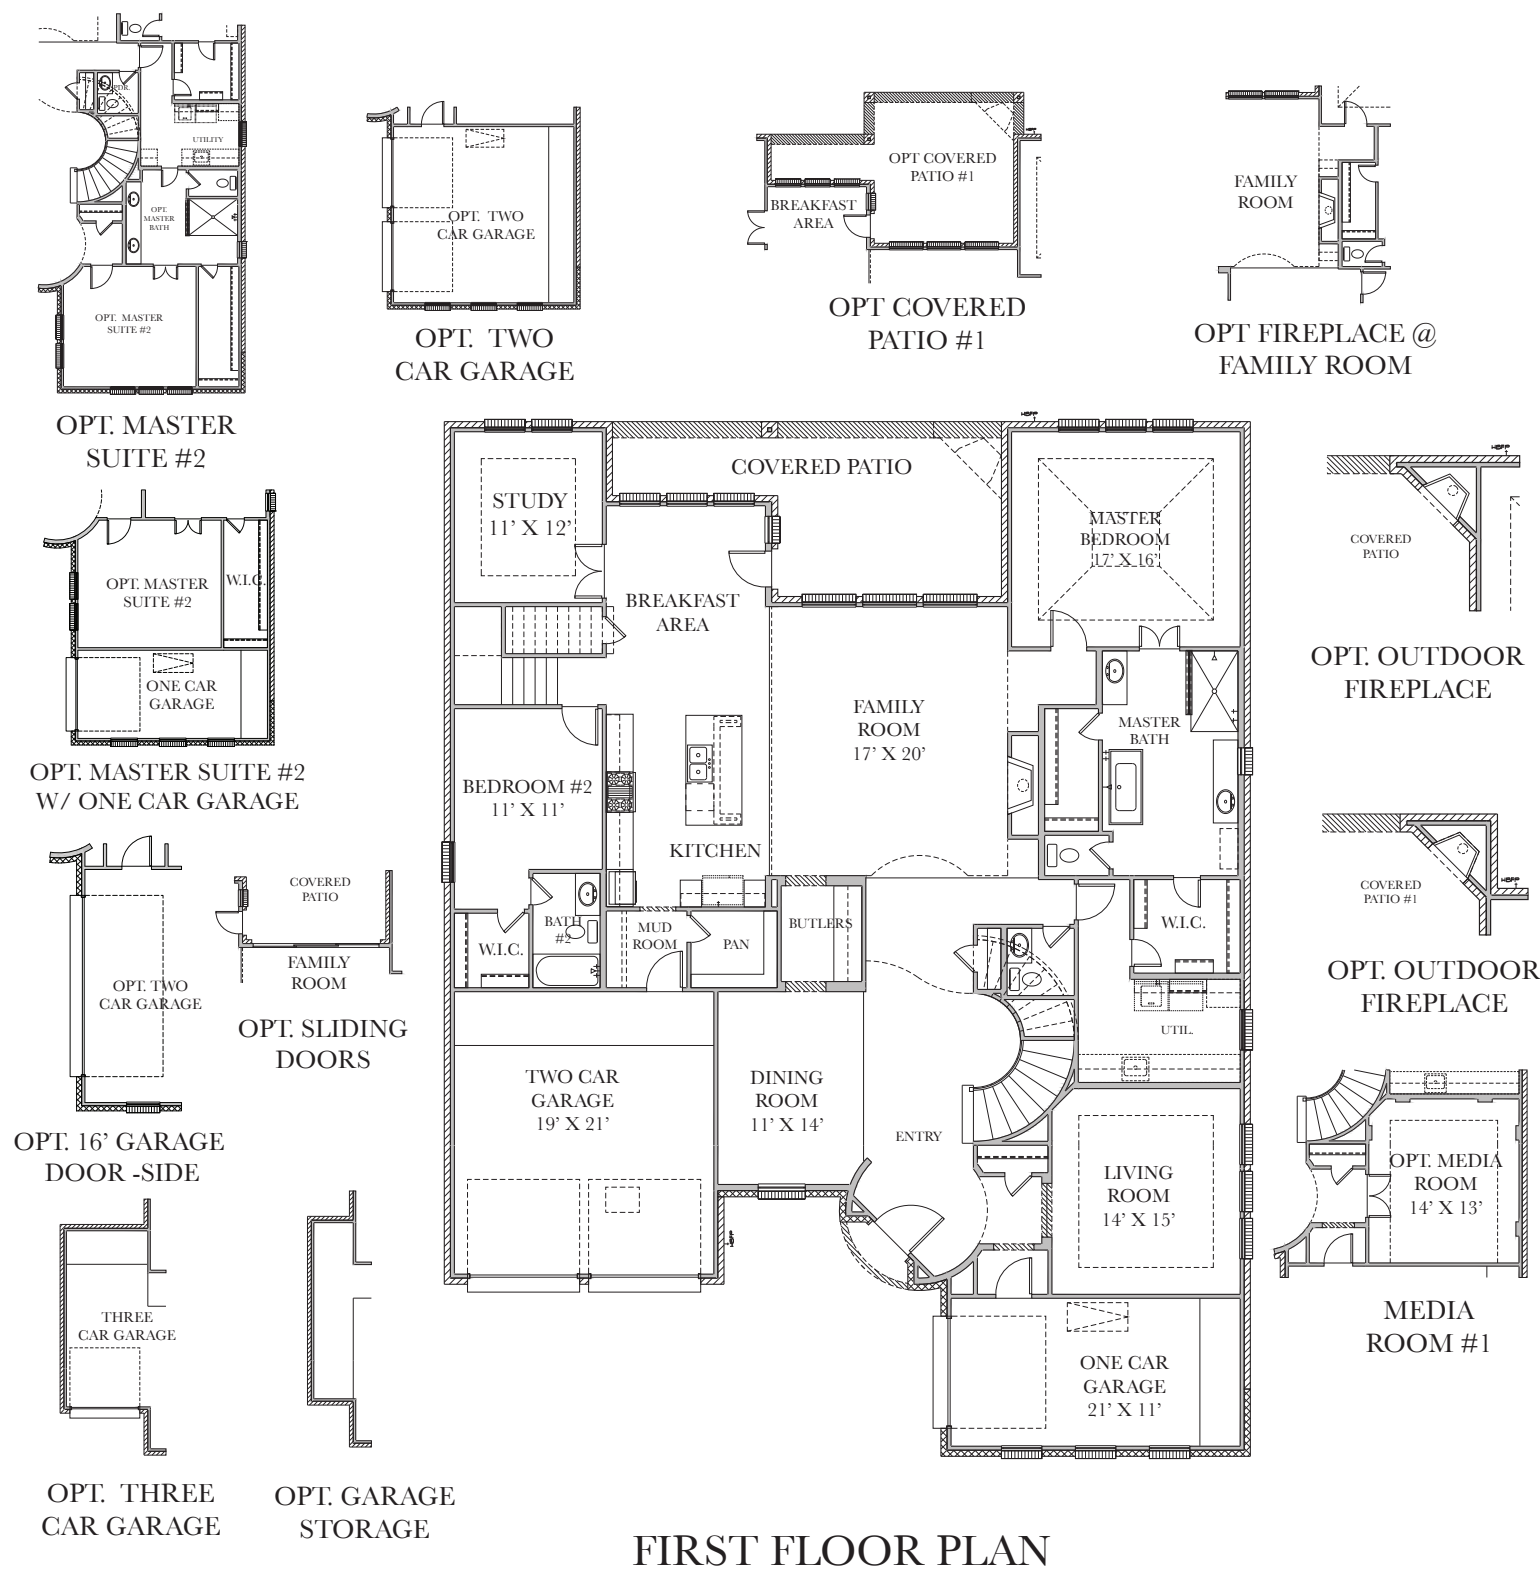 PDR.
UTILITY
OPT.
MASTER
BATH
OPT. MASTER
SUITE #2
OPT. MASTER
SUITE #2
OPT. TWO
CAR GARAGE
OPT. TWO
CAR GARAGE
OPT COVERED
PATIO #1
BREAKFAST
AREA
OPT COVERED
PATIO #1
FAMILY
ROOM
OPT FIREPLACE @
FAMILY ROOM
OPT. MASTER
SUITE #2
W.I.C.
ONE CAR
GARAGE
OPT. MASTER SUITE #2
W/ ONE CAR GARAGE
OPT. TWO
CAR GARAGE
OPT. 16' GARAGE
DOOR -SIDE
COVERED
PATIO
FAMILY
ROOM
OPT. SLIDING
DOORS
THREE
CAR GARAGE
OPT. THREE
CAR GARAGE
OPT. GARAGE
STORAGE
HBFP
COVERED PATIO
STUDY
11' X 12'
MASTER
BEDROOM
17' X 16'
BREAKFAST
AREA
FAMILY
ROOM
17' X 20'
MASTER
BATH
BEDROOM #2
11' X 11'
KITCHEN
W.I.C.
BATH
#2
MUD
ROOM
PAN
BUTLERS
W.I.C.
UTIL.
TWO CAR
GARAGE
19' X 21'
DINING
ROOM
11' X 14'
ENTRY
LIVING
ROOM
14' X 15'
HBFP
ONE CAR
GARAGE
21' X 11'
HBFP
COVERED
PATIO
OPT. OUTDOOR
FIREPLACE
COVERED
PATIO #1
HBFP
OPT. OUTDOOR
FIREPLACE
OPT. MEDIA
ROOM
14' X 13'
MEDIA
ROOM #1
FIRST FLOOR PLAN